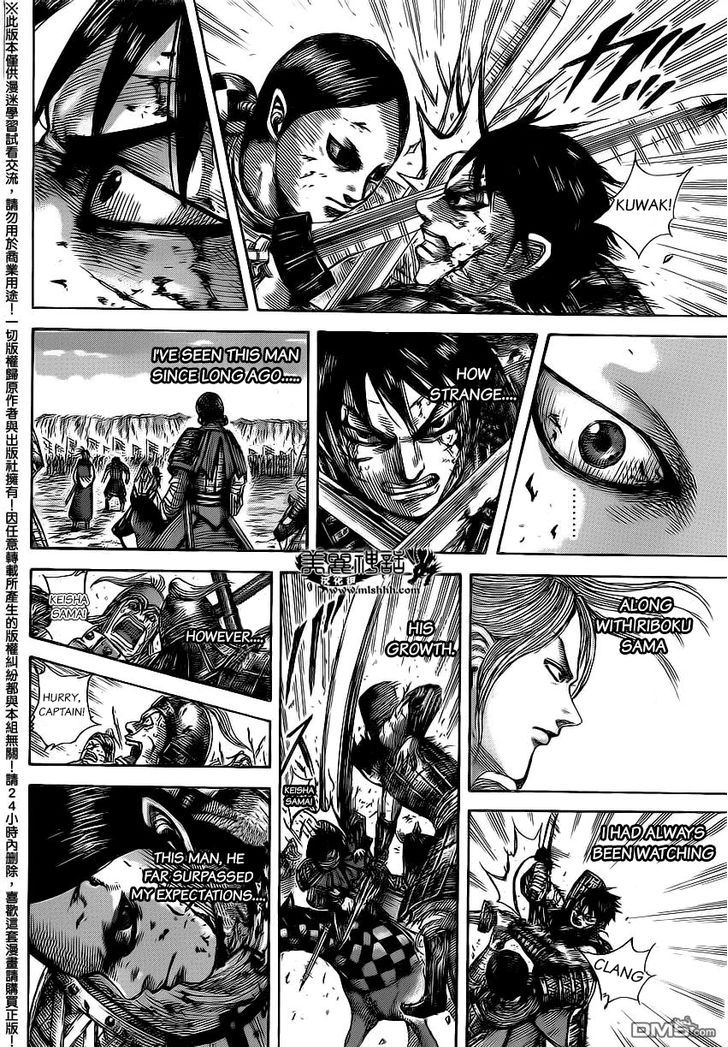 KUWAK!
HOW
STRANGE....
I'VE SEEN THIS MAN
SINCE LONG AGO.....
ALONG
WITH RIBOKU
SAMA
I HAD ALWAYS
BEEN WATCHING
CLANG
HIS
GROWTH.
KEISHA
SAMA!
KEISHA
SAMA!
HOWEVER....
HURRY,
CAPTAIN!
THIS MAN, HE
FAR SURPASSED
MY EXPECTATIONS....
美麗神話
汉化组
www.mlshhh.com
※此版本僅供漫迷學習試看交流，請勿用於商業用途！一切版權歸原作者與出版社擁有！因任意轉載所產生的版權糾紛都與本組無關！請24小時內刪除，喜歡這套漫畫請購買正版！